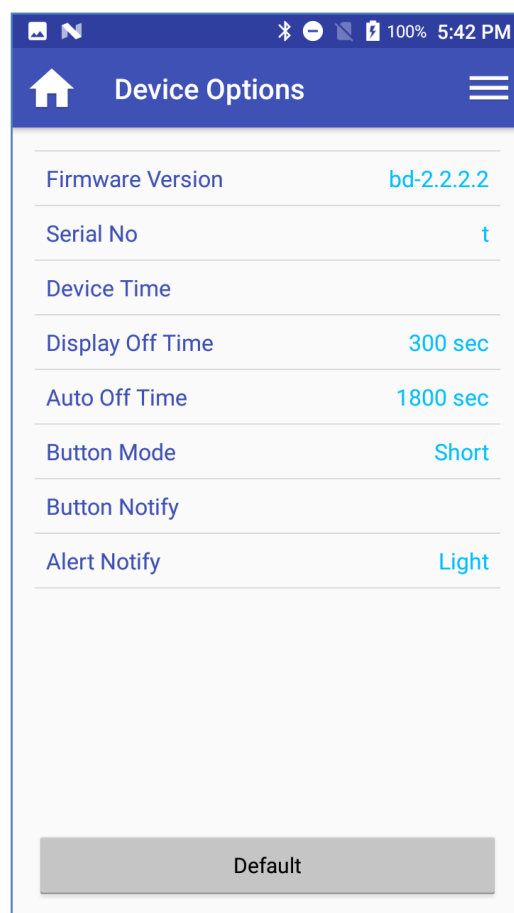 100% 5:42 PM
Device Options
Firmware Version bd-2.2.2.2
Serial No t
Device Time
Display Off Time 300 sec
Auto Off Time 1800 sec
Button Mode Short
Button Notify
Alert Notify Light
Default